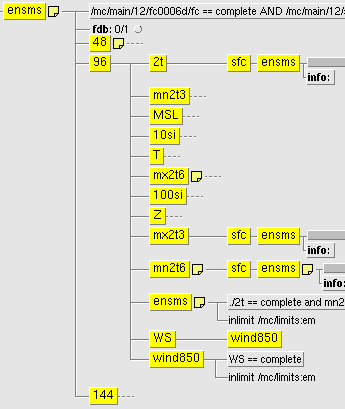 ensms /mc/main/12/fc0006d/fc == complete AND /mc/main/12/
fdb: 0/1
48
96 2t sfc ensms
info:
mn2t3
MSL
10si
T
mx2t6
100si
Z
mx2t3 sfc ensms
info:
mn2t6 sfc ensms
info:
ensms ./2t == complete and mn2
inlimit /mc/limits:em
WS wind850
wind850 WS == complete
inlimit /mc/limits:em
144